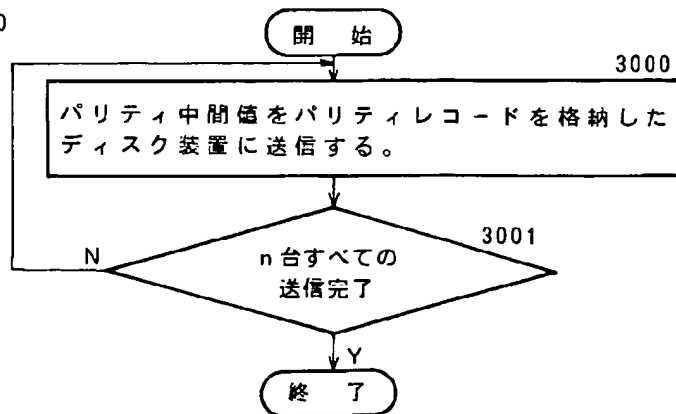 開 始
3000
パリティ中間値をパリティレコードを格納した
ディスク装置に送信する。
3001
N
n台すべての
送信完了
Y
終 了